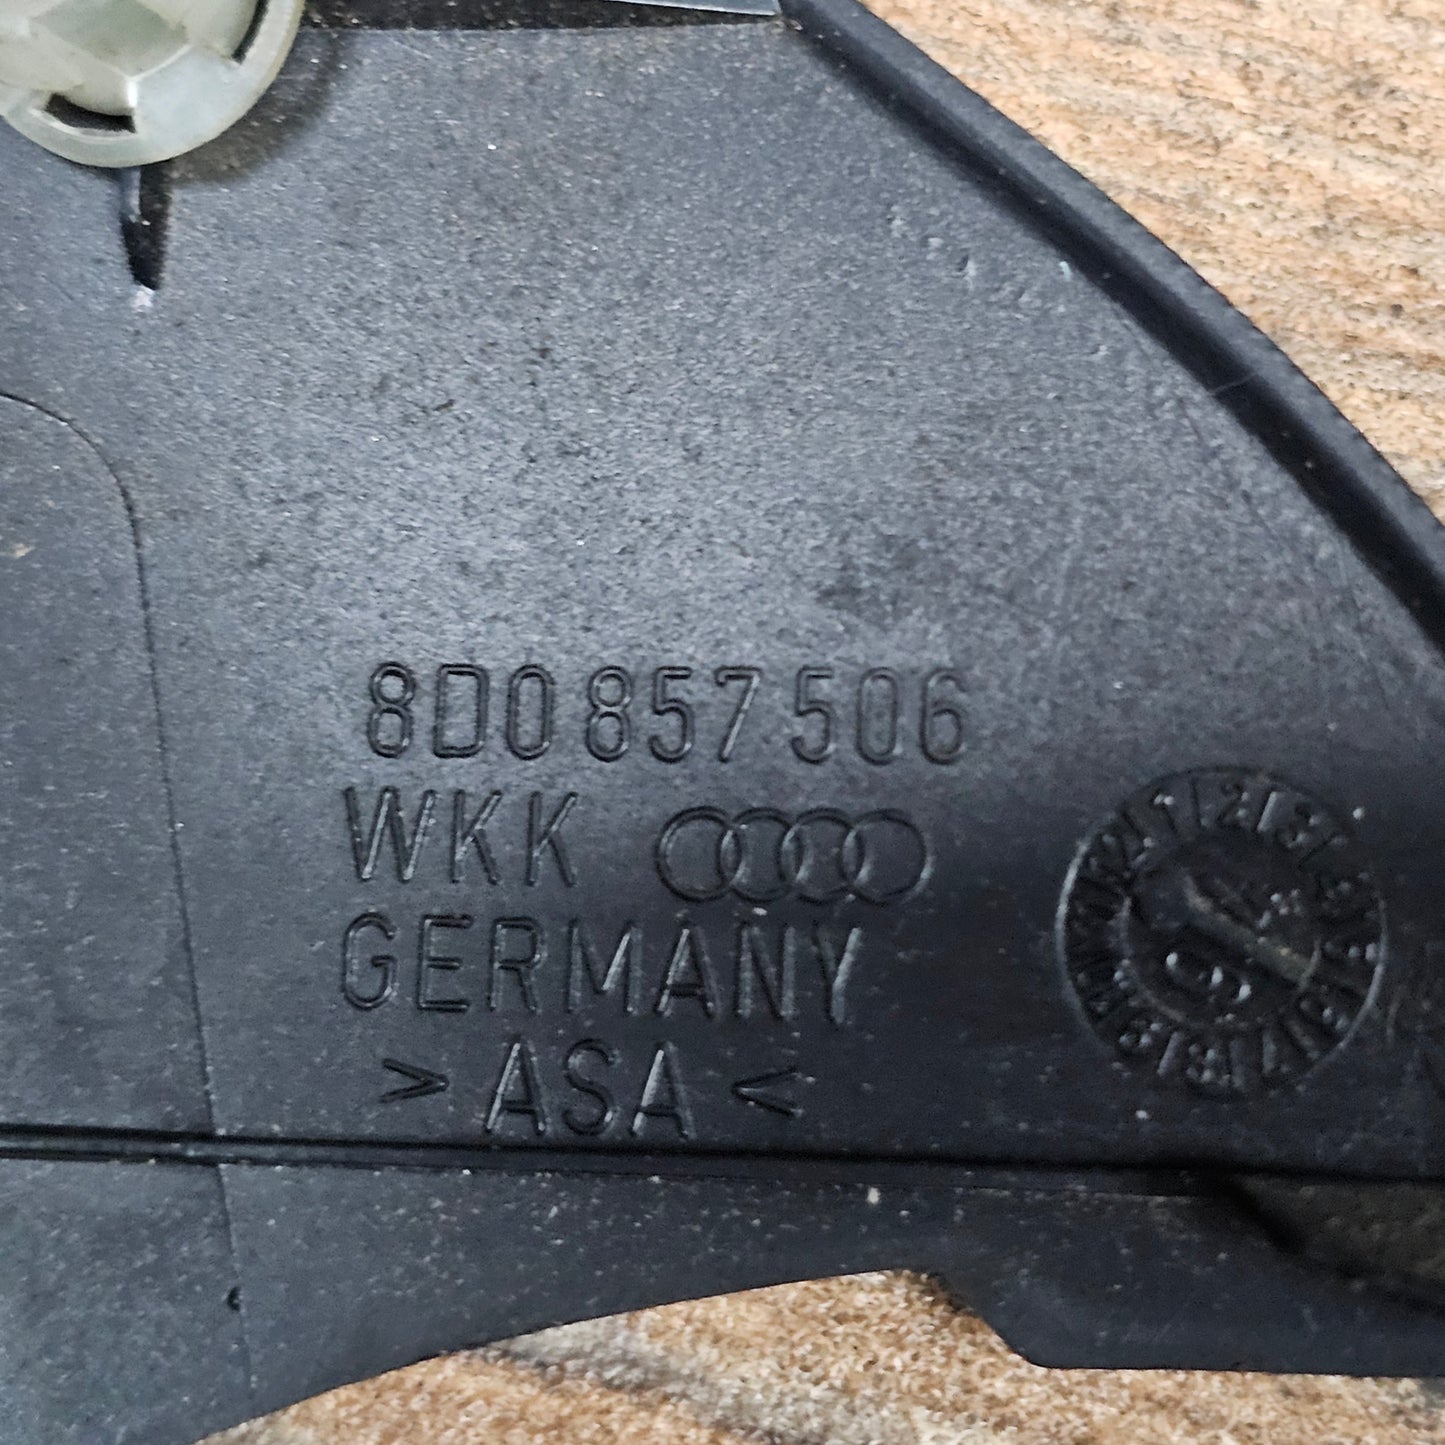 8D0 857 506
WKK
GERMANY
>ASA<